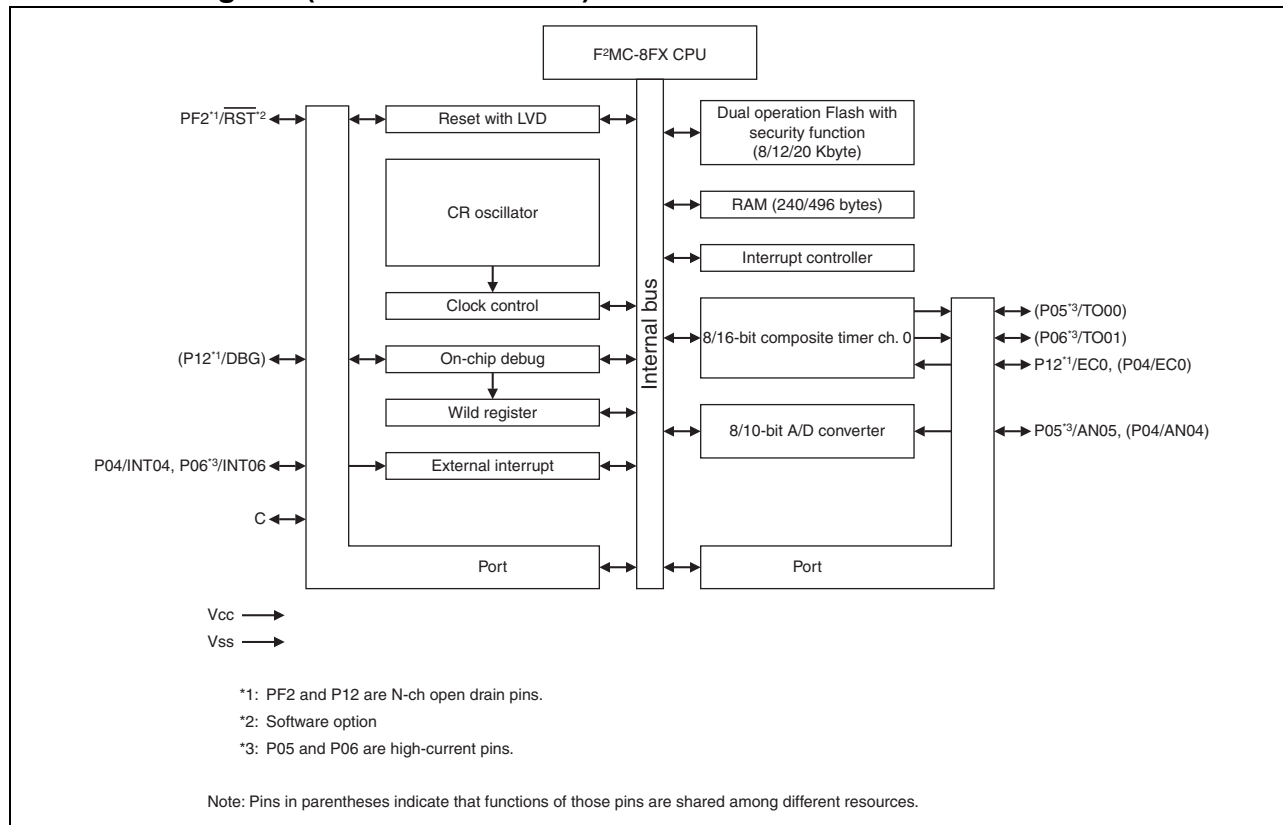 F²MC-8FX CPU
PF2*1/RST*2
Reset with LVD
Dual operation Flash with
security function
(8/12/20 Kbyte)
CR oscillator
RAM (240/496 bytes)
Interrupt controller
Clock control
Internal bus
8/16-bit composite timer ch. 0
(P05*3/TO00)
(P06*3/TO01)
P12*1/EC0, (P04/EC0)
(P12*1/DBG)
On-chip debug
Wild register
8/10-bit A/D converter
P05*3/AN05, (P04/AN04)
P04/INT04, P06*3/INT06
External interrupt
C
Port
Port
Vcc
Vss
*1: PF2 and P12 are N-ch open drain pins.
*2: Software option
*3: P05 and P06 are high-current pins.
Note: Pins in parentheses indicate that functions of those pins are shared among different resources.